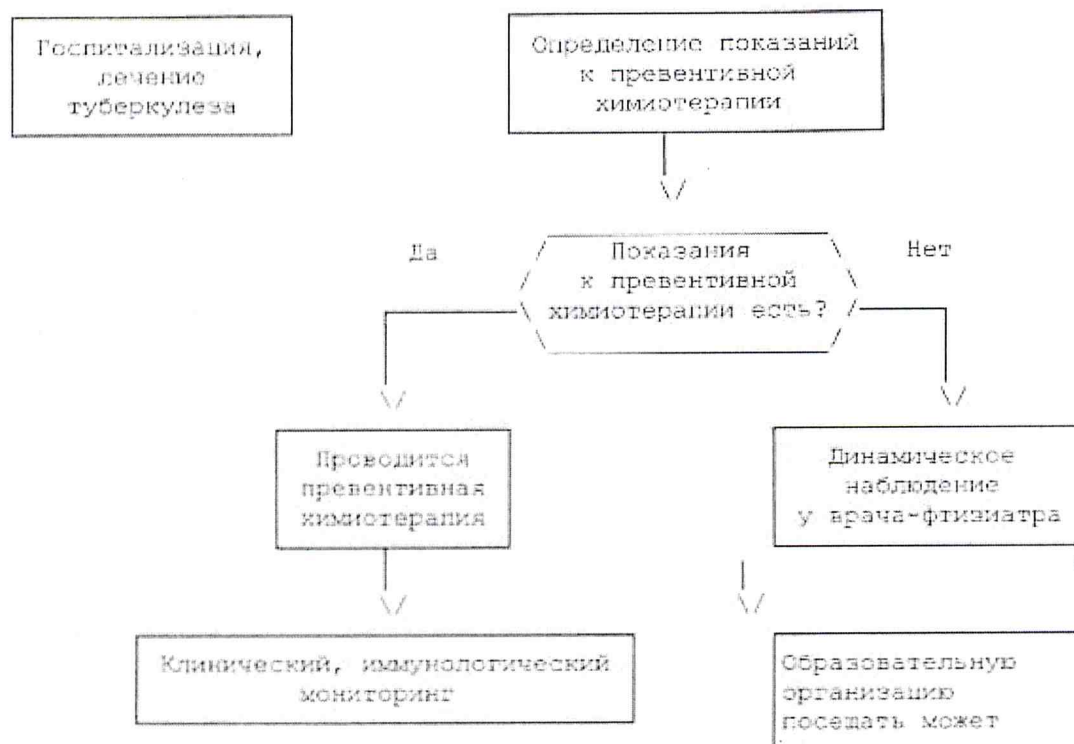 Госпитализация,
лечение
туберкулеза
Определение показаний
к превентивной
химиотерапии
Да
Показания
к превентивной
химиотерапии есть?
Нет
Проводится
превентивная
химиотерапия
Динамическое
наблюдение
у врача-фтизиатра
Клинический, иммунологический
мониторинг
Образовательную
организацию
посещать может